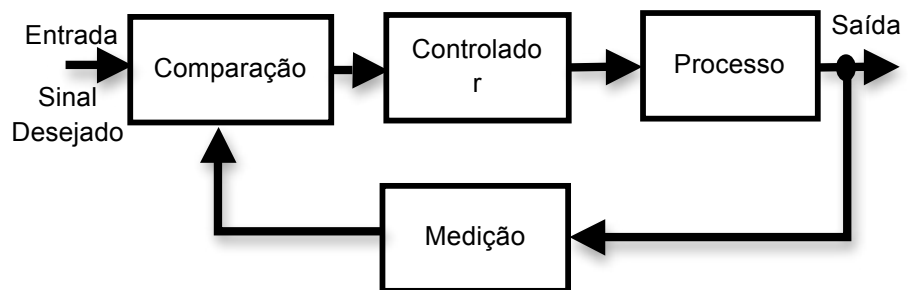 Entrada
Sinal
Desejado
Comparação
Controlado
r
Processo
Saída
Medição